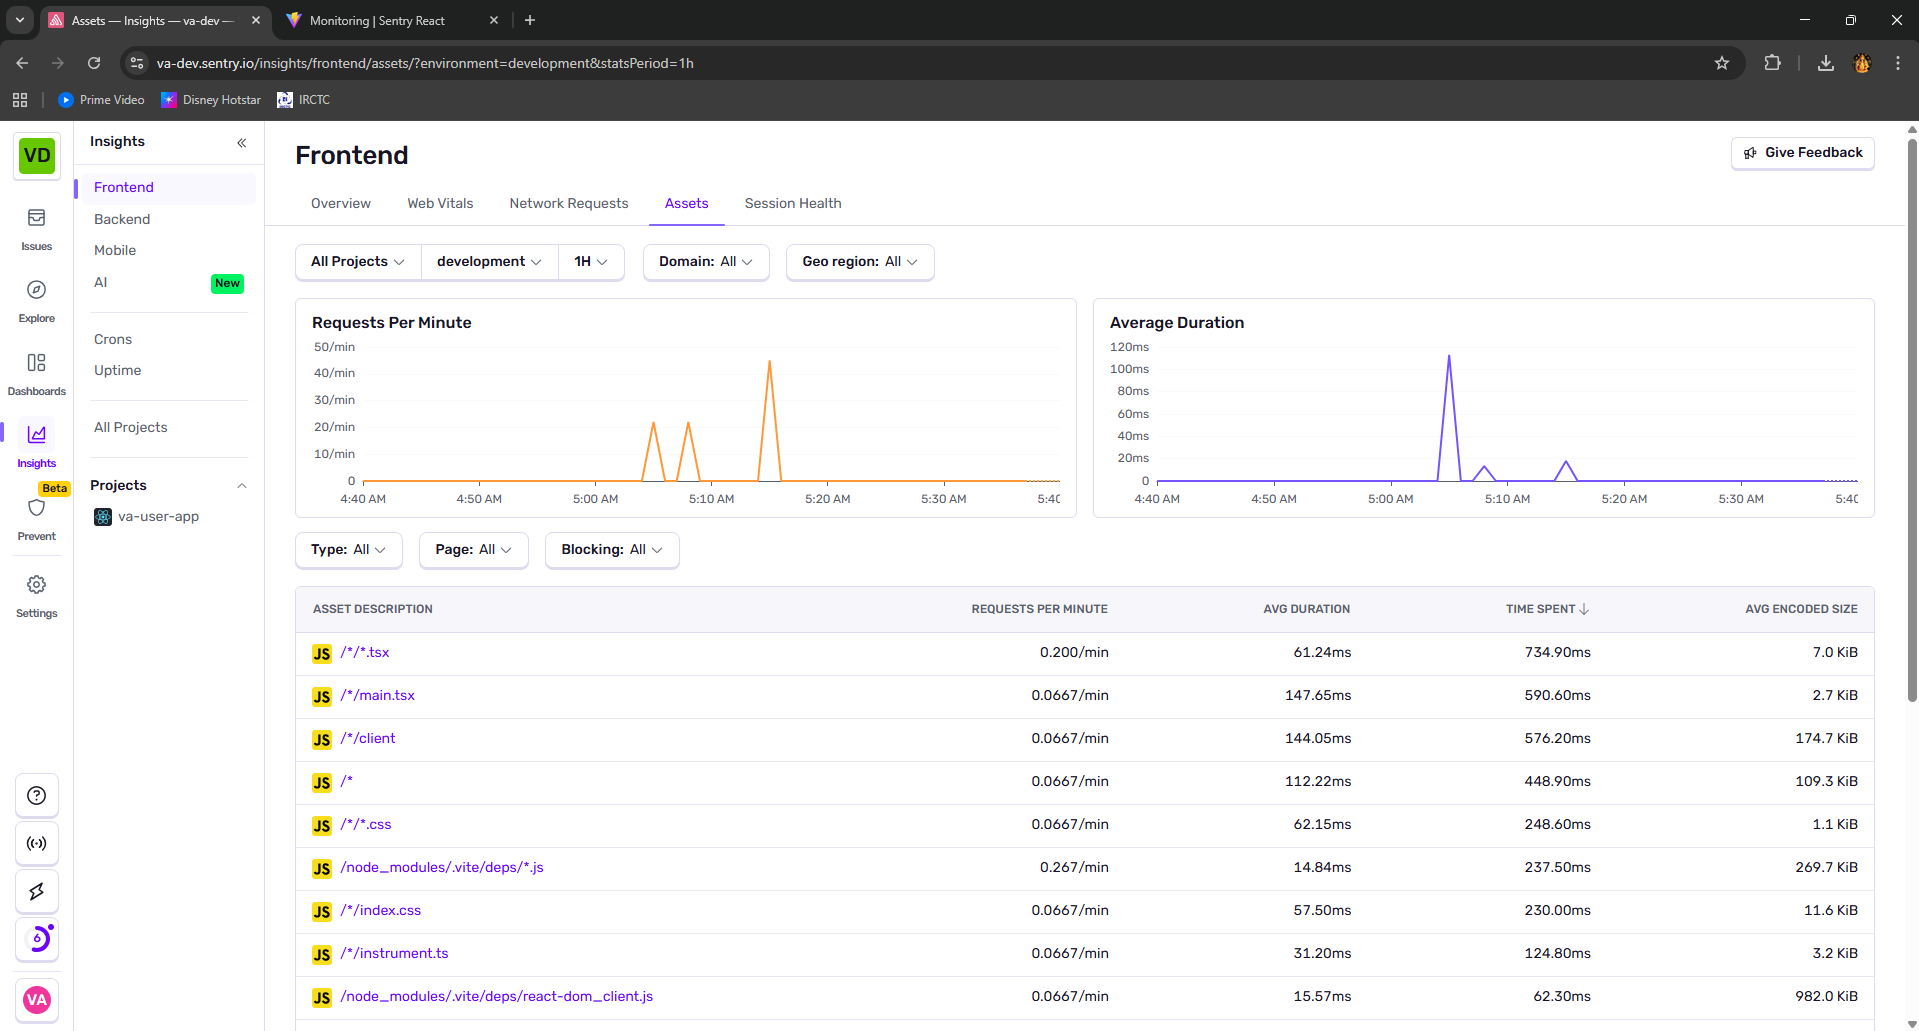 Assets — Insights — va-dev —
Monitoring | Sentry React
va-dev.sentry.io/insights/frontend/assets/?environment=development&statsPeriod=1h
Prime Video
Disney Hotstar
IRCTC
VD
Issues
Explore
Dashboards
Insights
Beta
Prevent
Settings
6
VA
Insights
Frontend
Backend
Mobile
AI
New
Crons
Uptime
All Projects
Projects
va-user-app
Frontend
Give Feedback
Overview
Web Vitals
Network Requests
Assets
Session Health
All Projects
development
1H
Domain: All
Geo region: All
Requests Per Minute
50/min
40/min
30/min
20/min
10/min
0
4:40 AM
4:50 AM
5:00 AM
5:10 AM
5:20 AM
5:30 AM
5:40
Average Duration
120ms
100ms
80ms
60ms
40ms
20ms
0
4:40 AM
4:50 AM
5:00 AM
5:10 AM
5:20 AM
5:30 AM
5:40
Type: All
Page: All
Blocking: All
ASSET DESCRIPTION REQUESTS PER MINUTE AVG DURATION TIME SPENT AVG ENCODED SIZE
JS /*/*.tsx 0.200/min 61.24ms 734.90ms 7.0 KiB
JS /*/main.tsx 0.0667/min 147.65ms 590.60ms 2.7 KiB
JS /*/client 0.0667/min 144.05ms 576.20ms 174.7 KiB
JS /* 0.0667/min 112.22ms 448.90ms 109.3 KiB
JS /*/*.css 0.0667/min 62.15ms 248.60ms 1.1 KiB
JS /node_modules/.vite/deps/*.js 0.267/min 14.84ms 237.50ms 269.7 KiB
JS /*/index.css 0.0667/min 57.50ms 230.00ms 11.6 KiB
JS /*/instrument.ts 0.0667/min 31.20ms 124.80ms 3.2 KiB
JS /node_modules/.vite/deps/react-dom_client.js 0.0667/min 15.57ms 62.30ms 982.0 KiB